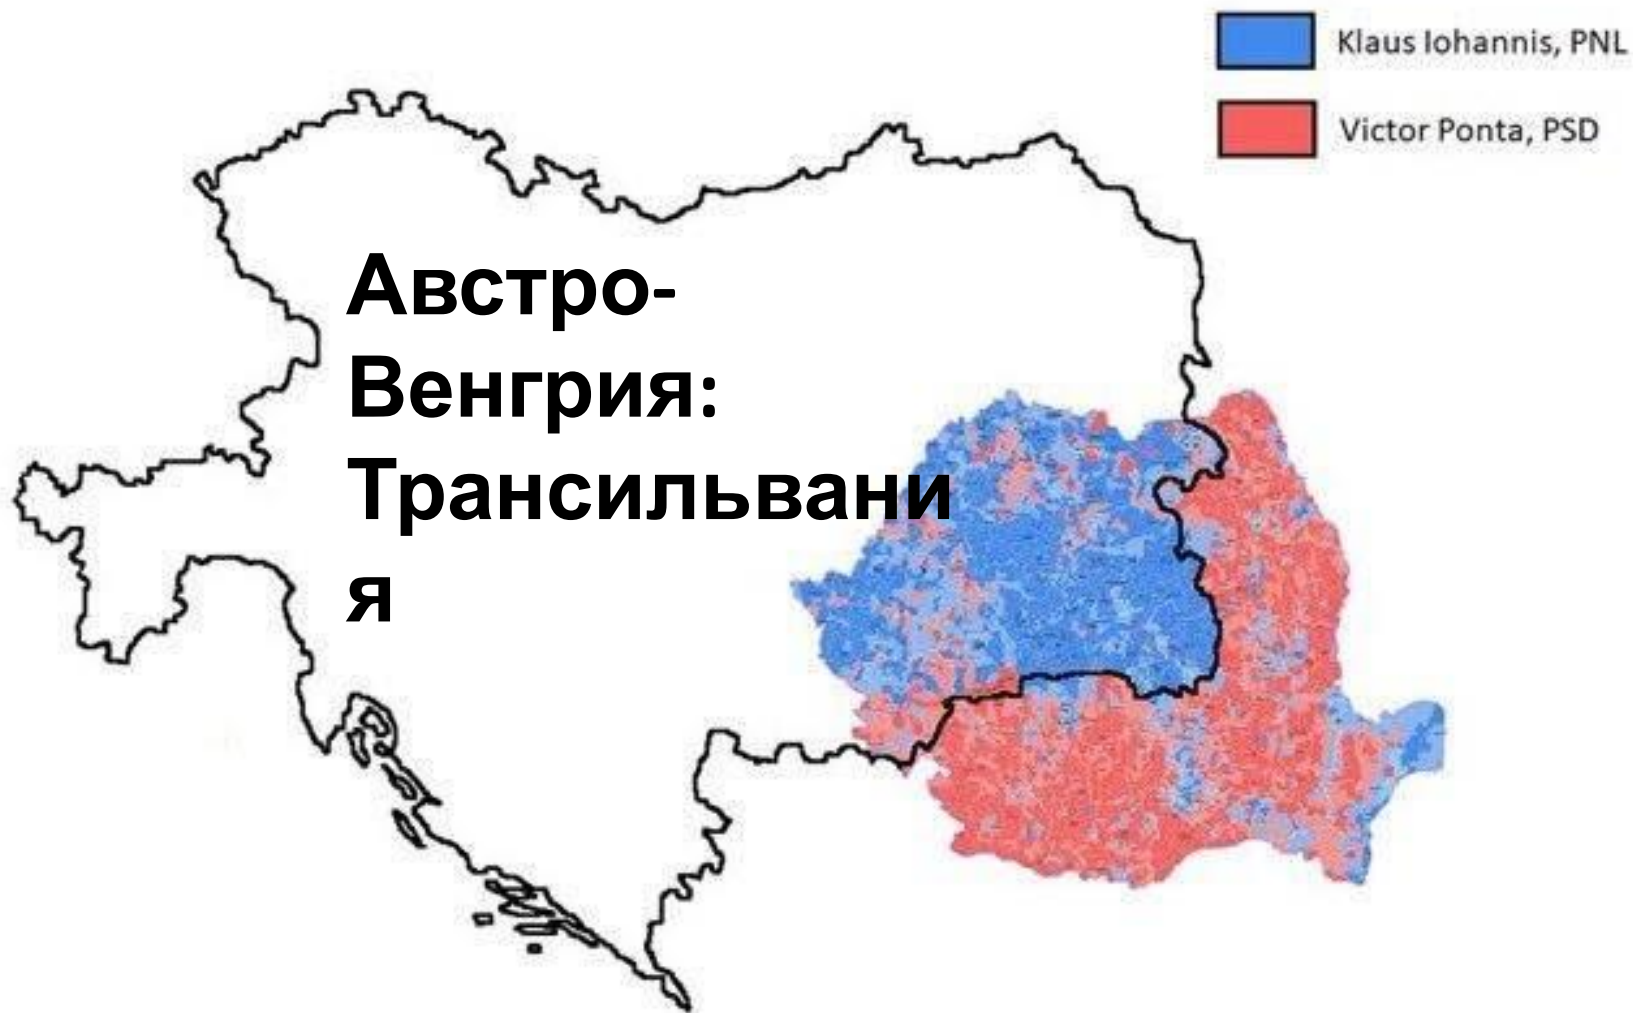 Klaus Iohannis, PNL
Victor Ponta, PSD
Австро-
Венгрия:
Трансильвани
я